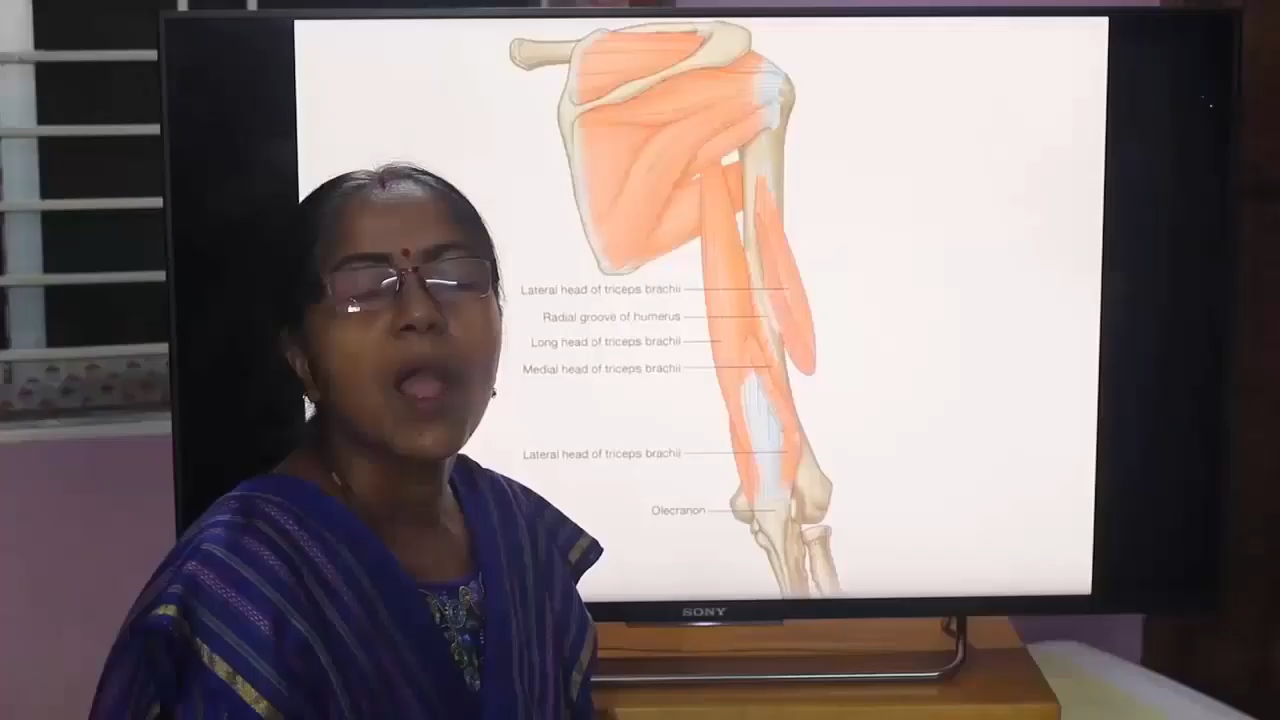 Lateral head of triceps brachii
Radial groove of humerus
Long head of triceps brachii
Medial head of triceps brachii
Lateral head of triceps brachii
Olecranon
SONY